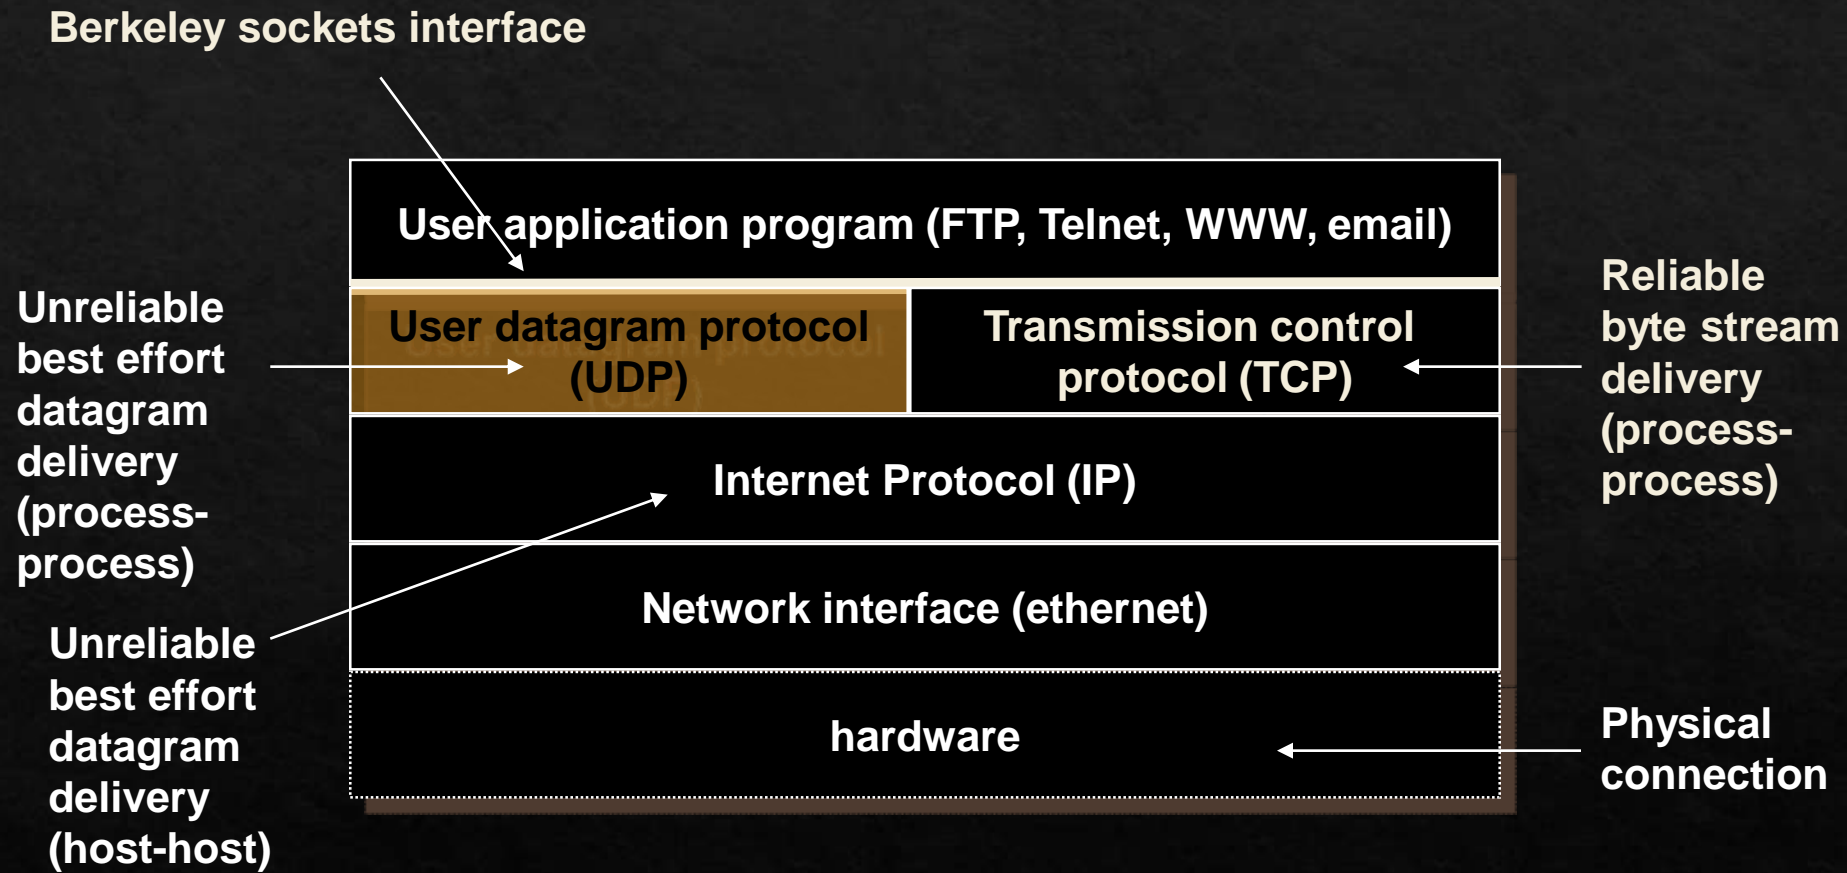 Berkeley sockets interface
User application program (FTP, Telnet, WWW, email)
Unreliable
best effort
datagram
delivery
(process-
process)
User datagram protocol
(UDP)
Transmission control
protocol (TCP)
Reliable
byte stream
delivery
(process-
process)
Internet Protocol (IP)
Network interface (ethernet)
Unreliable
best effort
datagram
delivery
(host-host)
hardware
Physical
connection